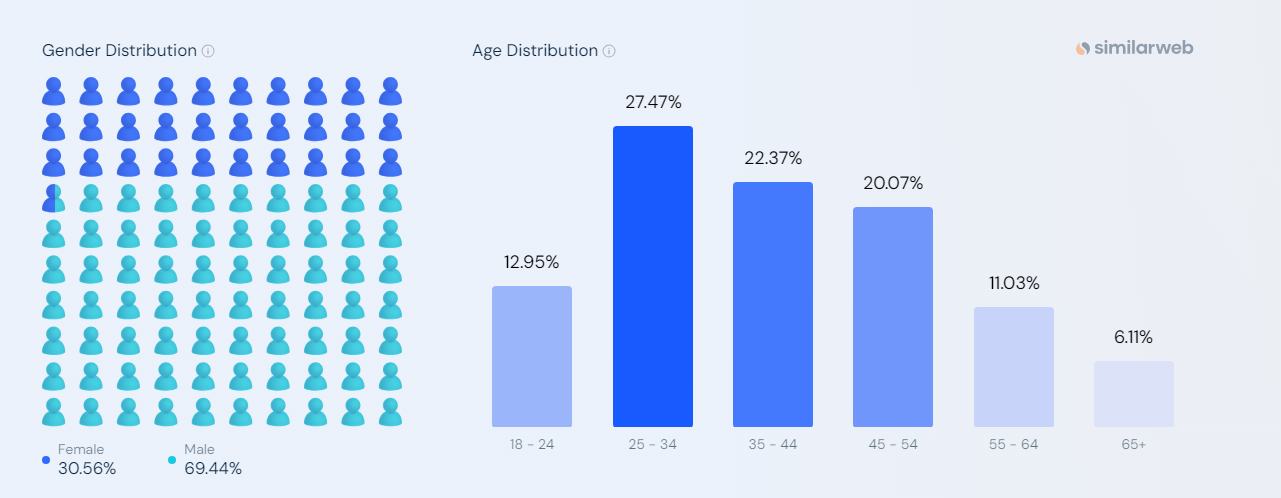 Gender Distribution
Female
30.56%
Male
69.44%
Age Distribution
similarweb
12.95%
27.47%
22.37%
20.07%
11.03%
6.11%
18 - 24
25 - 34
35 - 44
45 - 54
55 - 64
65+